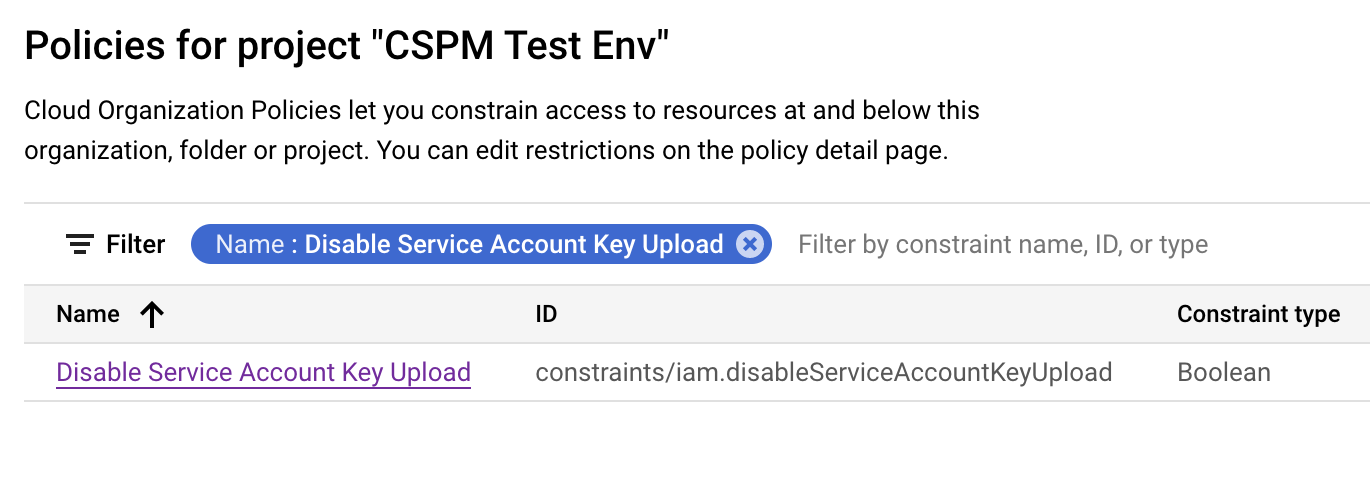 Policies for project "CSPM Test Env"
Cloud Organization Policies let you constrain access to resources at and below this
organization, folder or project. You can edit restrictions on the policy detail page.
Filter Name : Disable Service Account Key Upload Filter by constraint name, ID, or type
Name ID Constraint type
Disable Service Account Key Upload constraints/iam.disableServiceAccountKeyUpload Boolean